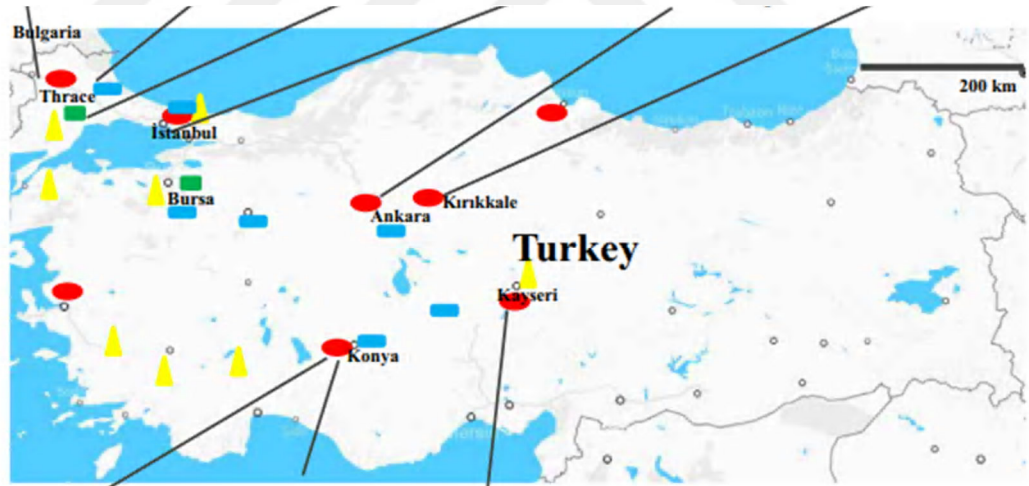 Bulgaria
Thrace
200 km
İstanbul
Bursa
Kırıkkale
Ankara
Turkey
Kayseri
Konya